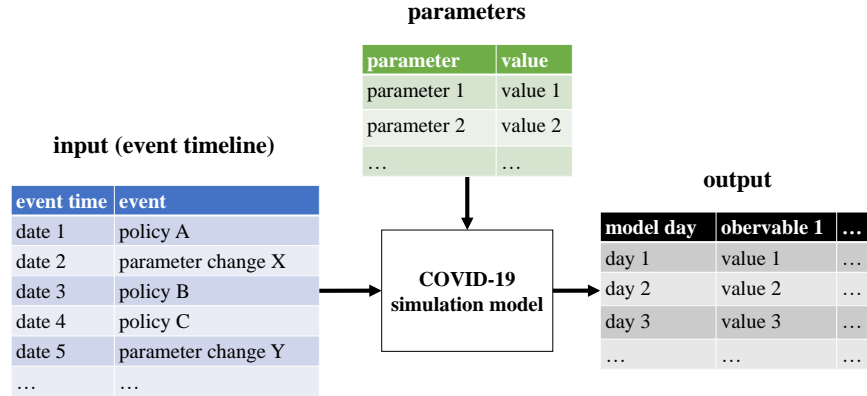 parameters
parameter value
parameter 1 value 1
parameter 2 value 2
… …
input (event timeline)
event time event
date 1 policy A
date 2 parameter change X
date 3 policy B
date 4 policy C
date 5 parameter change Y
… …
COVID-19
simulation model
output
model day obervable 1 …
day 1 value 1 …
day 2 value 2 …
day 3 value 3 …
… … …